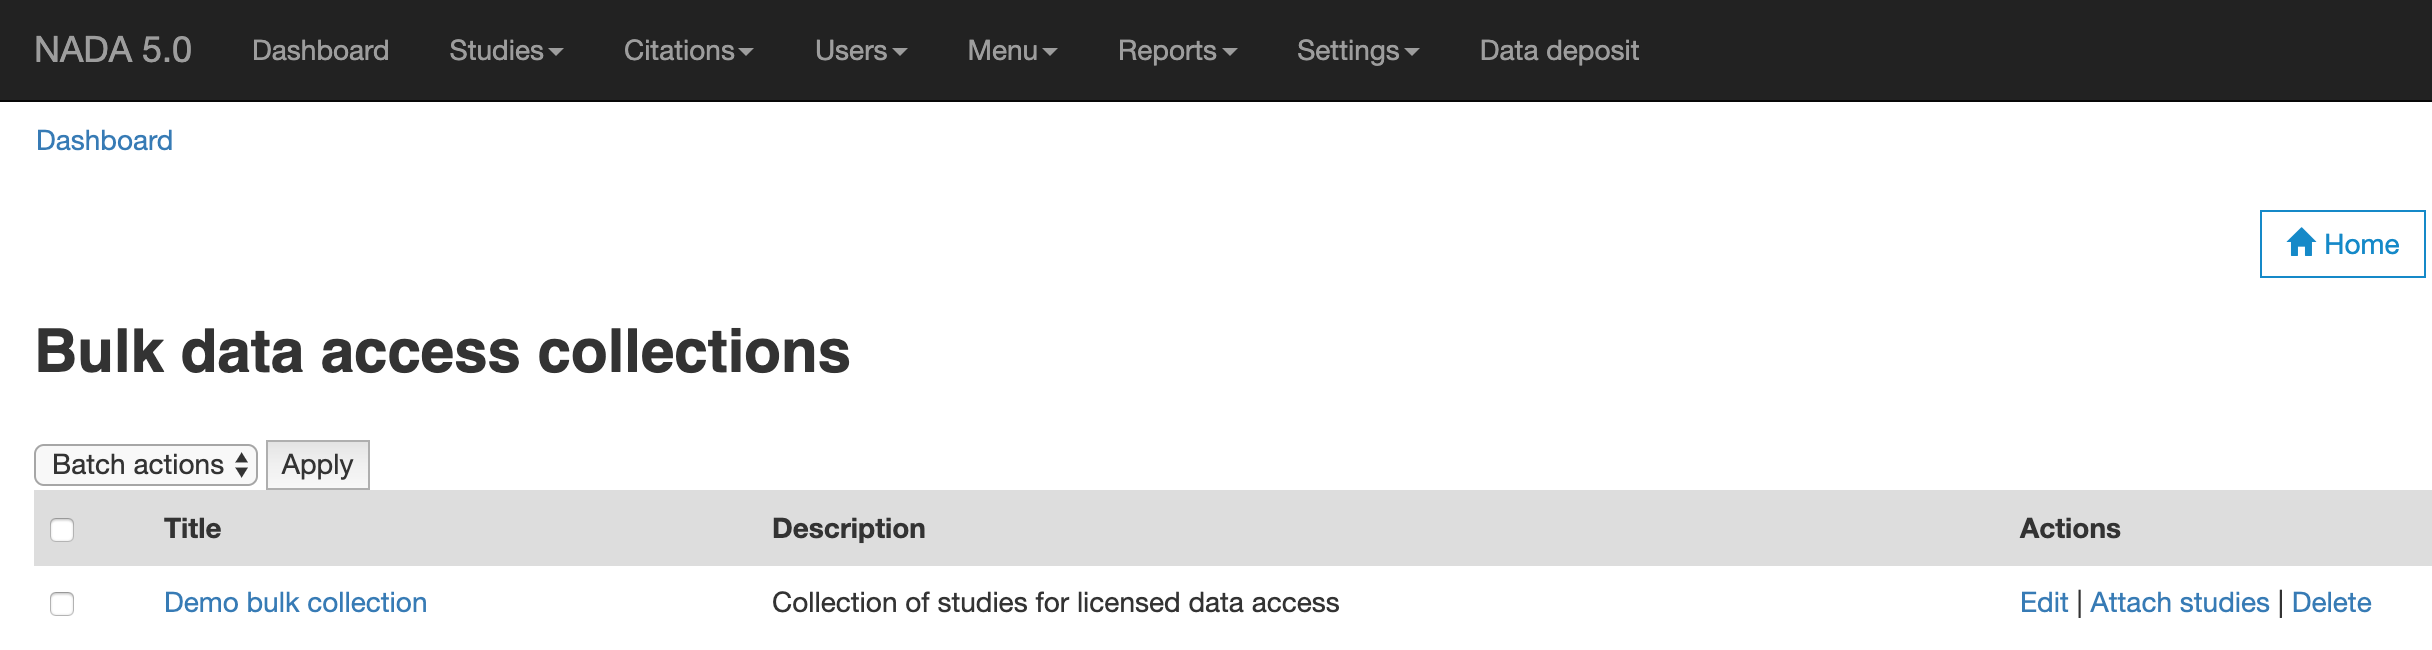 NADA 5.0 Dashboard Studies Citations Users Menu Reports Settings Data deposit
Dashboard
Home
Bulk data access collections
Batch actions Apply
Title Description Actions
Demo bulk collection Collection of studies for licensed data access Edit | Attach studies | Delete